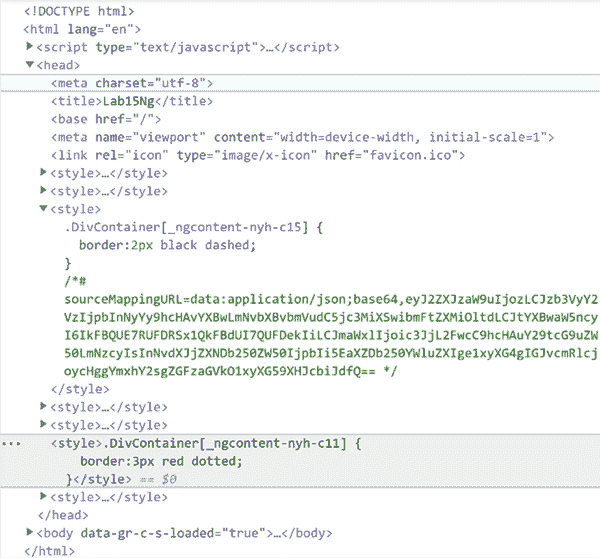 <!DOCTYPE html>
<html lang="en">
<script type="text/javascript">…</script>
<head>
<meta charset="utf-8">
<title>Lab15Ng</title>
<base href="/">
<meta name="viewport" content="width=device-width, initial-scale=1">
<link rel="icon" type="image/x-icon" href="favicon.ico">
<style>…</style>
<style>…</style>
<style>
.DivContainer[_ngcontent-nyh-c15] {
border:2px black dashed;
}
/*#
sourceMappingURL=data:application/json;base64,eyJ2ZXJzaW9uIjozLCJzb3VyY2
VzIjpbInNyYy9hcHAvYXBwLmNvbXBvbmVudC5jc3MiXSwibmFtZXMiOltdLCJtYXBwaW5ncy
I6IkFBQUE7RUFDRSx1QkFBdUI7QUFDekIiLCJmaWxlIjoic3JjL2FwcC9hcHAuY29tcG9uZW
50LmNzcyIsInNvdXJjZXNDb250ZW50IjpbIi5EaXZDb250YWluZXIge1xyXG4gIGJvcmRlcj
oycHggYmxhY2sgZGFzaGVkO1xyXG59XHJcbiJdfQ== */
</style>
<style>…</style>
<style>…</style>
… <style>.DivContainer[_ngcontent-nyh-c11] {
border:3px red dotted;
}</style> == $0
<style>…</style>
</head>
<body data-gr-c-s-loaded="true">…</body>
</html>